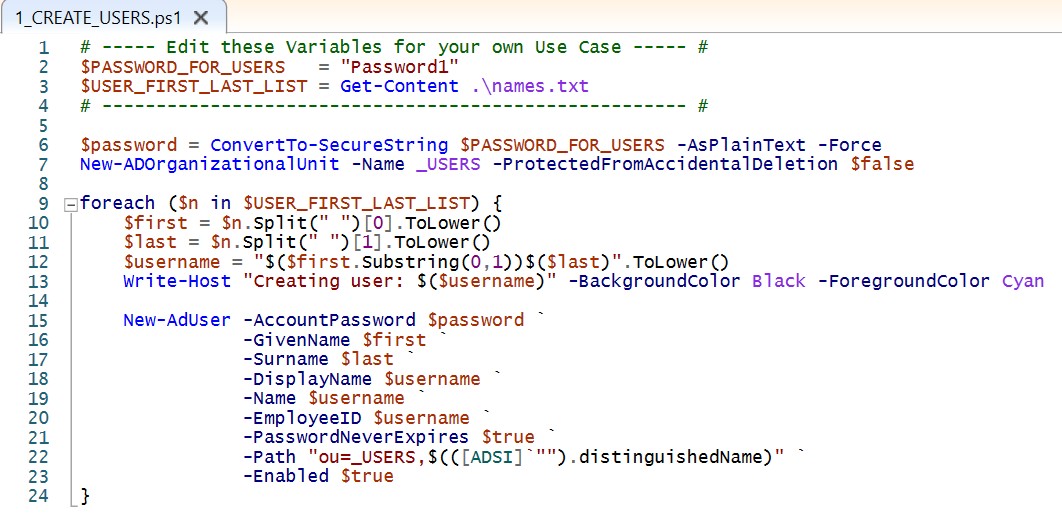 1_CREATE_USERS.ps1 X
1 # ----- Edit these Variables for your own Use Case ----- #
2 $PASSWORD_FOR_USERS   = "Password1"
3 $USER_FIRST_LAST_LIST = Get-Content .\names.txt
4 # ------------------------------------------------------ #
5
6 $password = ConvertTo-SecureString $PASSWORD_FOR_USERS -AsPlainText -Force
7 New-ADOrganizationalUnit -Name _USERS -ProtectedFromAccidentalDeletion $false
8
9 foreach ($n in $USER_FIRST_LAST_LIST) {
10     $first = $n.Split(" ")[0].ToLower()
11     $last = $n.Split(" ")[1].ToLower()
12     $username = "$($first.Substring(0,1))$($last)".ToLower()
13     Write-Host "Creating user: $($username)" -BackgroundColor Black -ForegroundColor Cyan
14
15     New-AdUser -AccountPassword $password `
16                -GivenName $first `
17                -Surname $last `
18                -DisplayName $username `
19                -Name $username `
20                -EmployeeID $username `
21                -PasswordNeverExpires $true `
22                -Path "ou=_USERS,$(([ADSI]`"").distinguishedName)" `
23                -Enabled $true
24 }